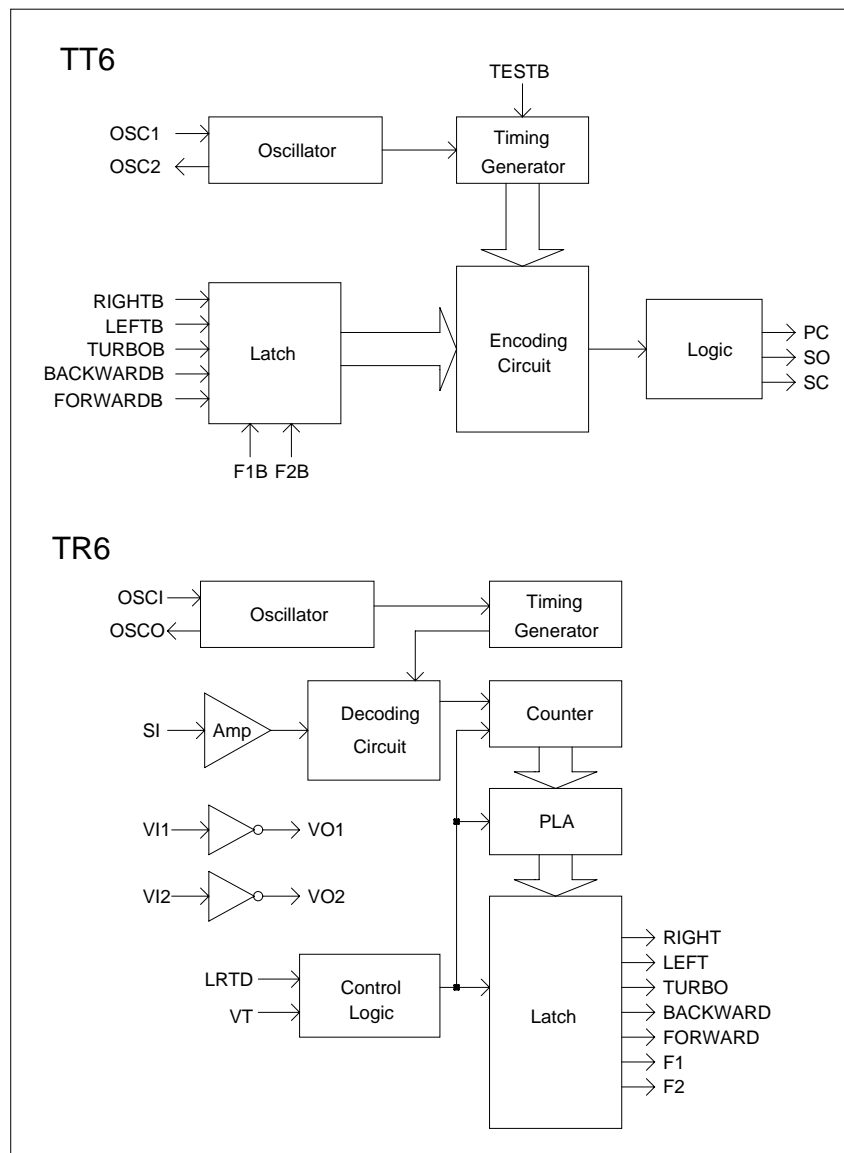 TT6
TESTB
OSC1
OSC2
Oscillator
Timing
Generator
RIGHTB
LEFTB
TURBOB
BACKWARDB
FORWARDB
Latch
F1B F2B
Encoding
Circuit
Logic
PC
SO
SC
TR6
OSCI
OSCO
Oscillator
Timing
Generator
SI
Amp
Decoding
Circuit
Counter
VI1
VO1
PLA
VI2
VO2
LRTD
VT
Control
Logic
Latch
RIGHT
LEFT
TURBO
BACKWARD
FORWARD
F1
F2